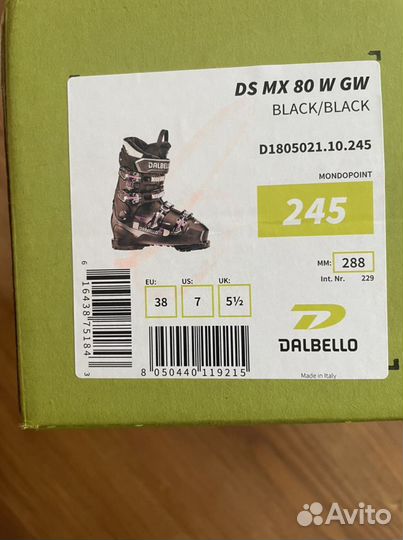 DS MX 80 W GW
BLACK/BLACK
D1805021.10.245
MONDOPOINT
245
DALBELLO
MM: 288
Int. Nr. 229
EU: US: UK:
38 7 5½
6 16438 75184 3
8 050440 119215
DALBELLO
Made in Italy
Avito